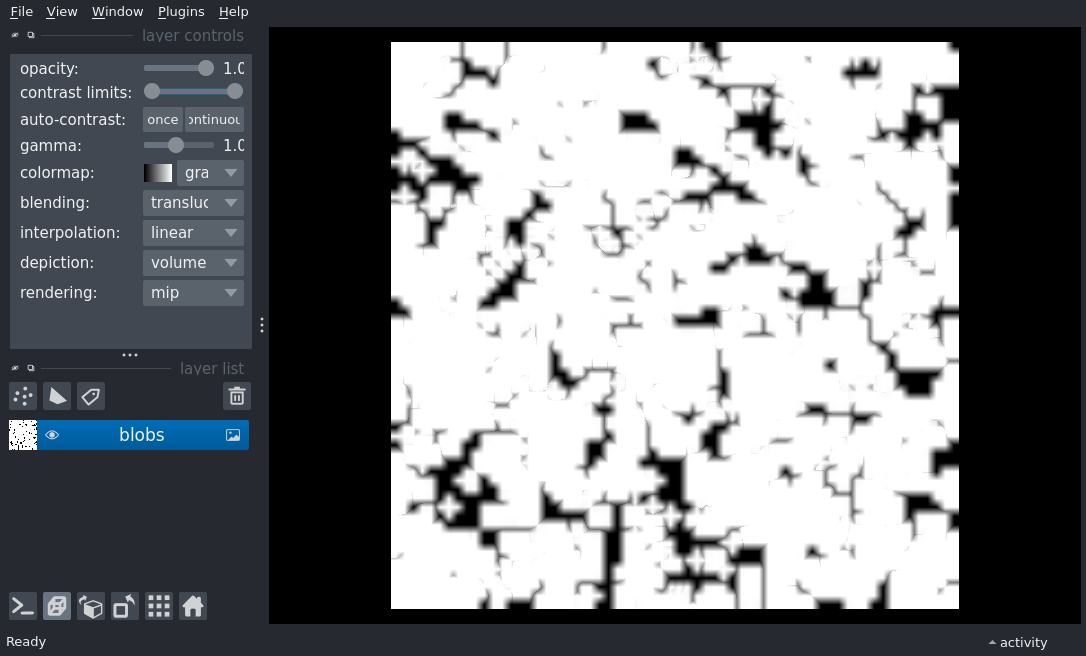 File View Window Plugins Help
layer controls
opacity: 1.0
contrast limits:
auto-contrast: once ontinuou
gamma: 1.0
colormap: gra
blending: transluc
interpolation: linear
depiction: volume
rendering: mip
layer list
blobs
Ready
activity